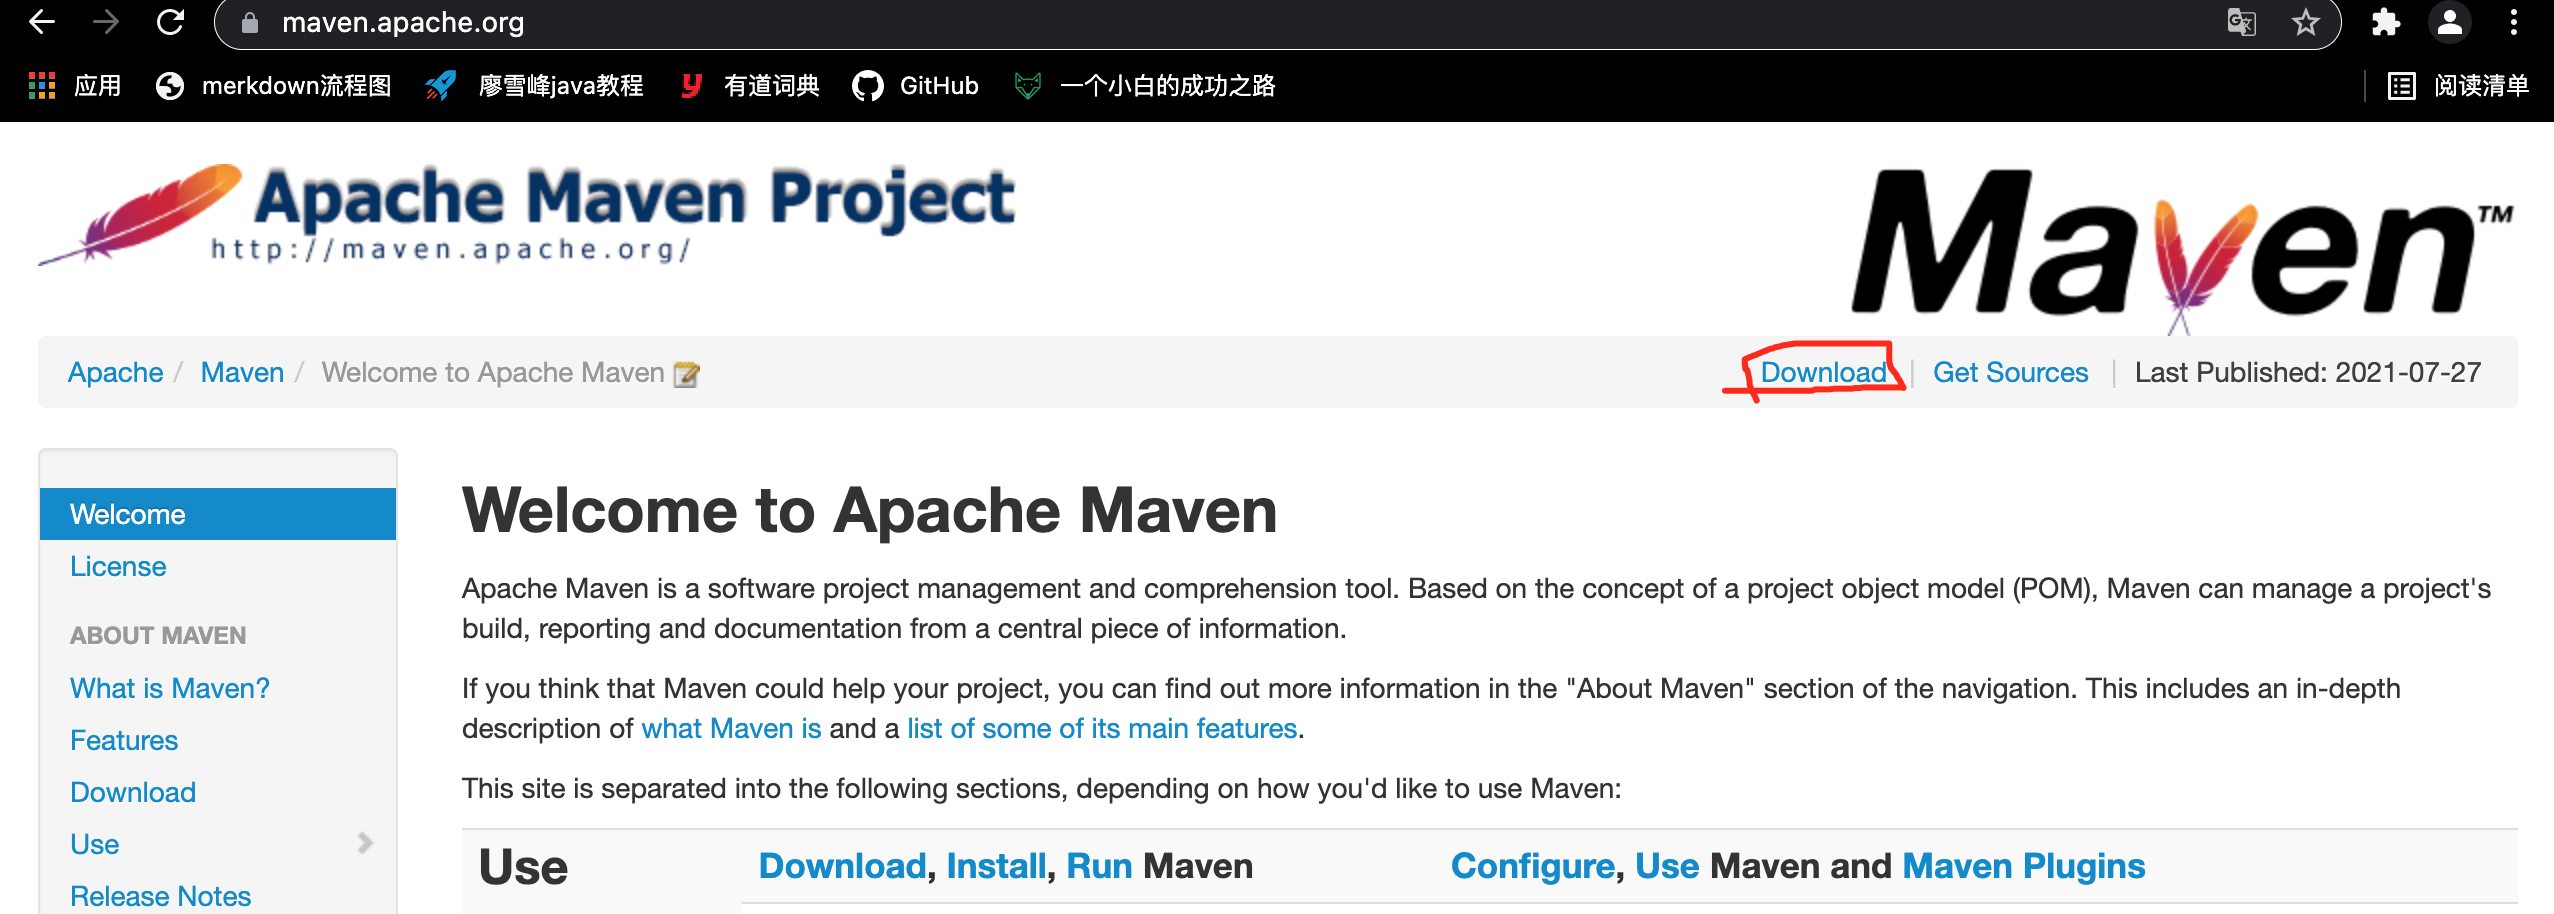 maven.apache.org
应用 merkdown流程图 廖雪峰java教程 有道词典 GitHub 一个小白的成功之路 阅读清单
Apache Maven Project
http://maven.apache.org/
Maven™
Apache / Maven / Welcome to Apache Maven Download | Get Sources | Last Published: 2021-07-27
Welcome
License
ABOUT MAVEN
What is Maven?
Features
Download
Use
Release Notes
Welcome to Apache Maven
Apache Maven is a software project management and comprehension tool. Based on the concept of a project object model (POM), Maven can manage a project's
build, reporting and documentation from a central piece of information.
If you think that Maven could help your project, you can find out more information in the "About Maven" section of the navigation. This includes an in-depth
description of what Maven is and a list of some of its main features.
This site is separated into the following sections, depending on how you'd like to use Maven:
Use Download, Install, Run Maven Configure, Use Maven and Maven Plugins